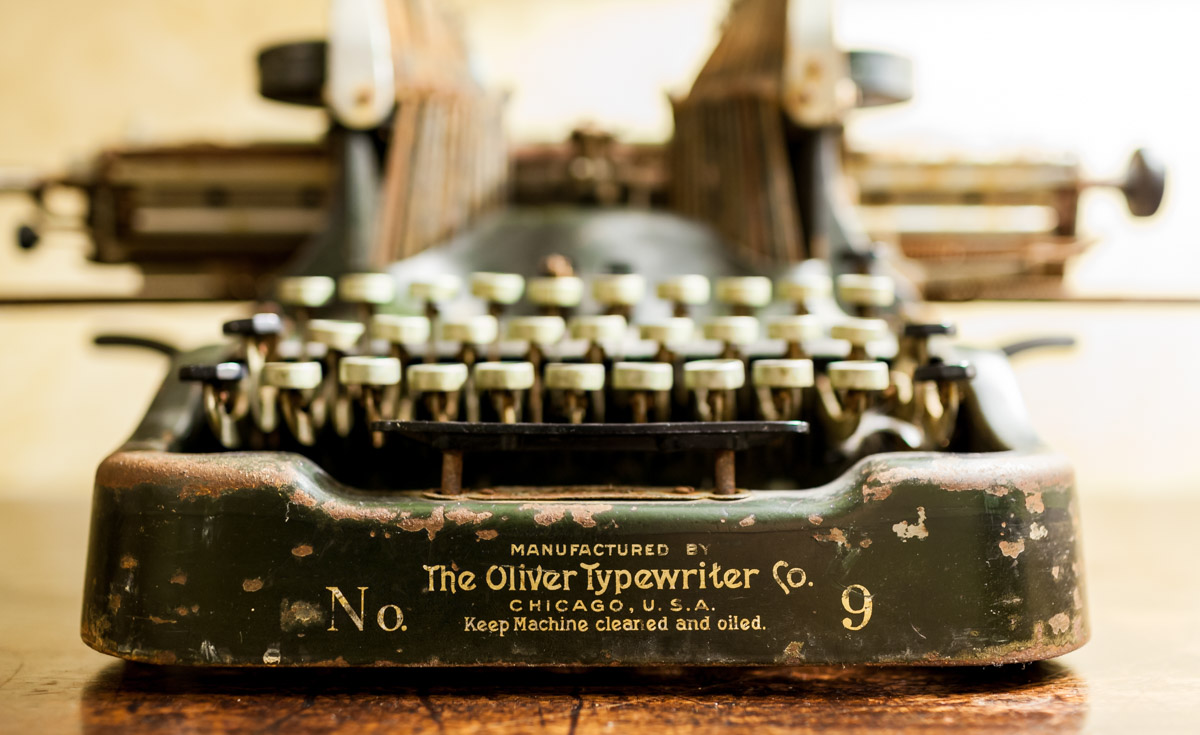 MANUFACTURED BY
The Oliver Typewriter Co.
No. 9
CHICAGO, U.S.A.
Keep Machine cleaned and oiled.